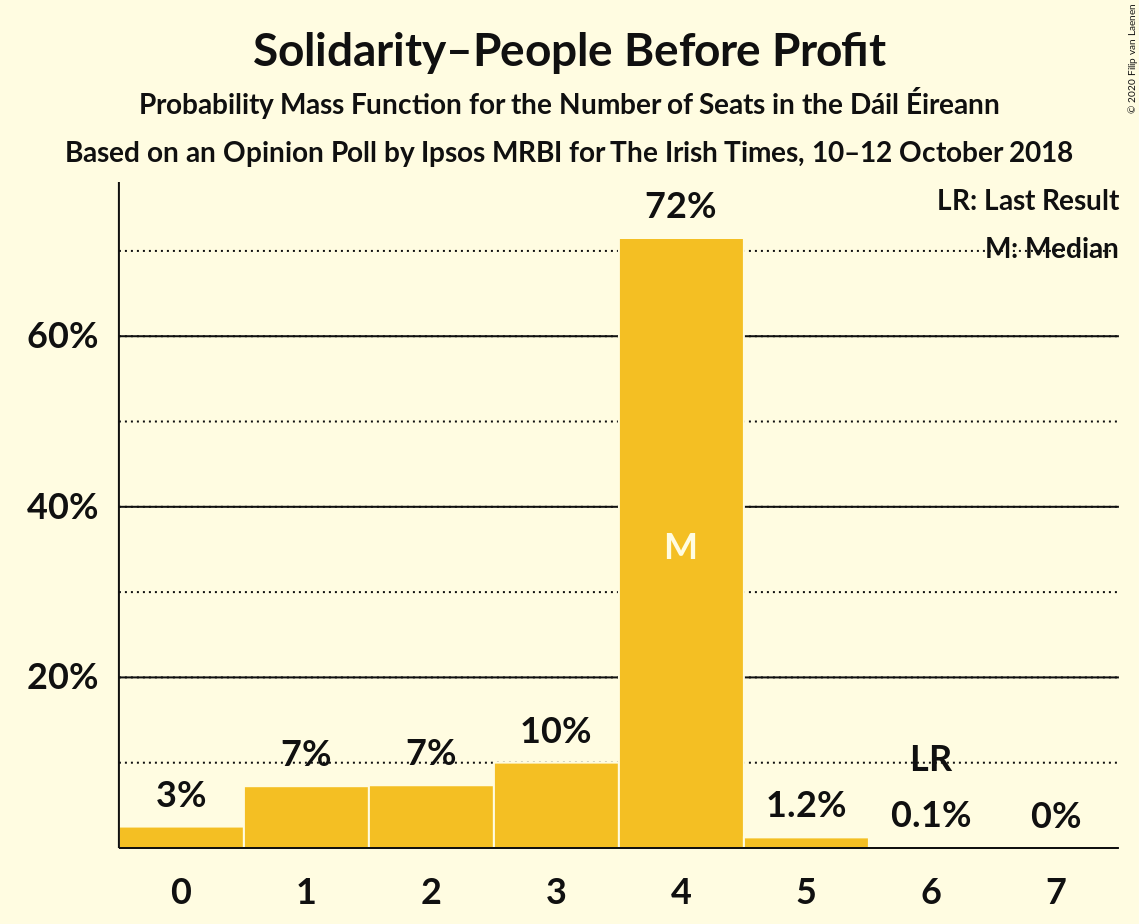 Solidarity–People Before Profit
Probability Mass Function for the Number of Seats in the Dáil Éireann
Based on an Opinion Poll by Ipsos MRBI for The Irish Times, 10–12 October 2018
© 2020 Filip van Laenen
LR: Last Result
M: Median
60%
40%
20%
3%
7%
7%
10%
72%
M
1.2%
LR
0.1%
0%
0 1 2 3 4 5 6 7